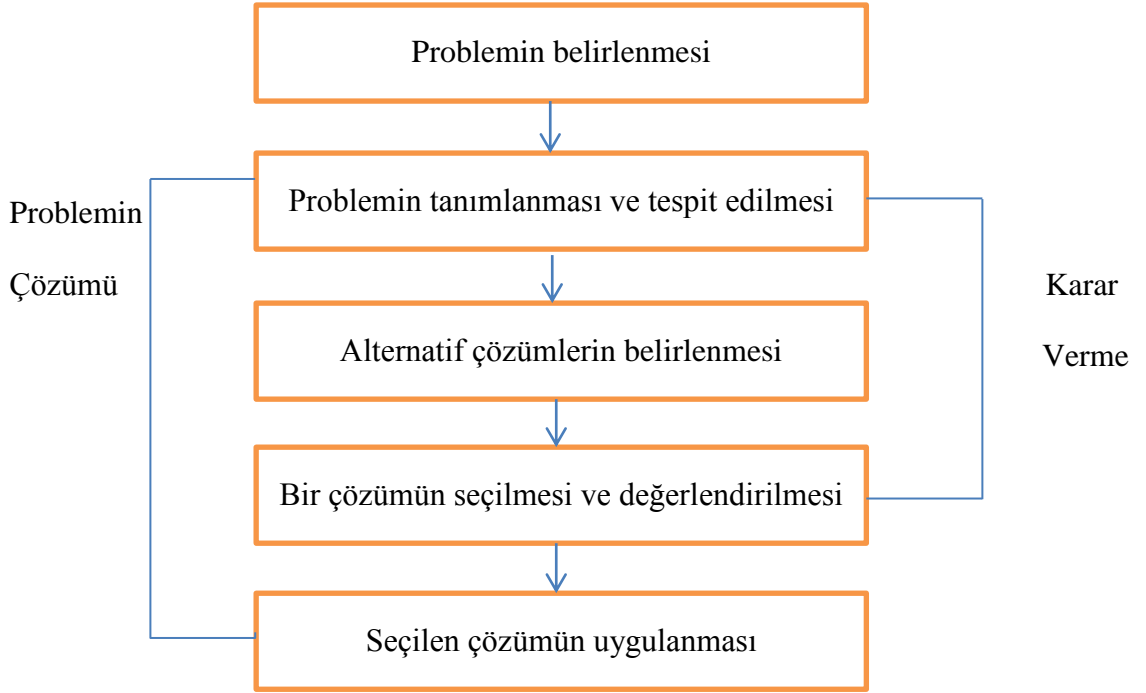 Problemin belirlenmesi
Problemin tanımlanması ve tespit edilmesi
Problemin
Çözümü
Karar
Verme
Alternatif çözümlerin belirlenmesi
Bir çözümün seçilmesi ve değerlendirilmesi
Seçilen çözümün uygulanması